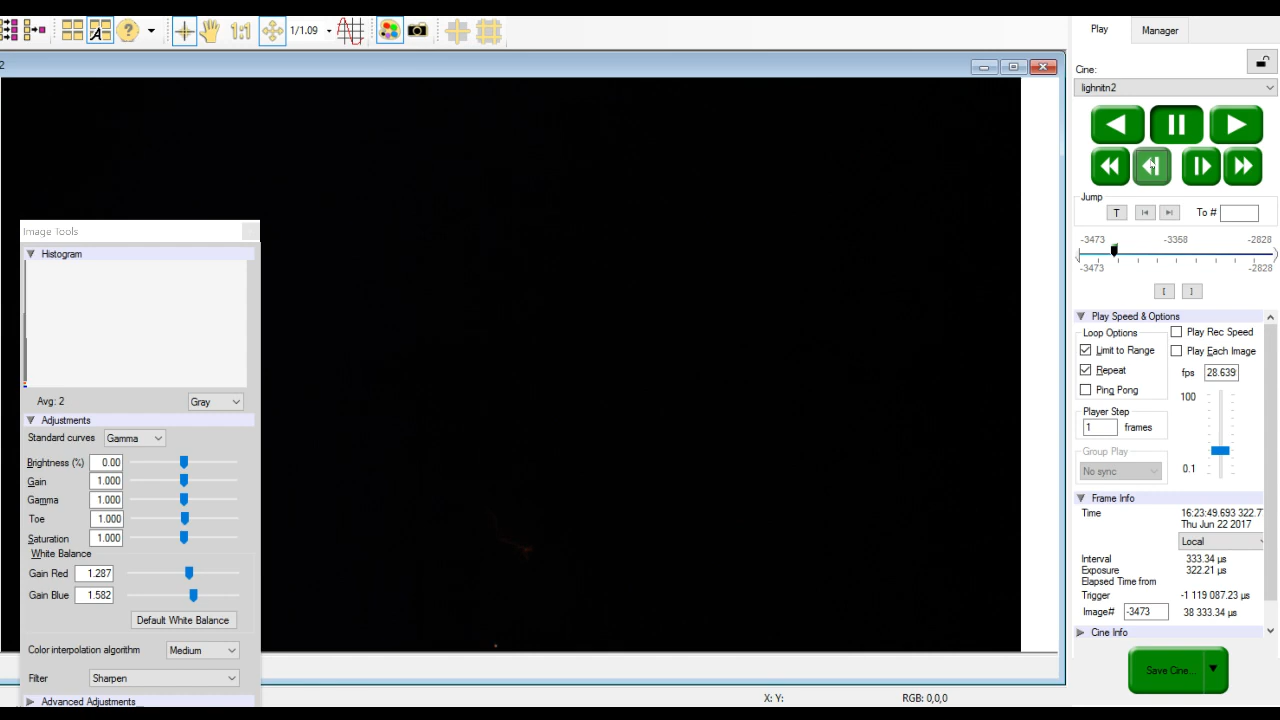 1:1
1/1.09
Play
Manager
2
Cine:
lighnitn2
Jump
T
To #
-3473
-3358
-2828
-3473
-2828
[
]
Image Tools
Histogram
Avg: 2
Gray
Adjustments
Standard curves
Gamma
Brightness (%)
0.00
Gain
1.000
Gamma
1.000
Toe
1.000
Saturation
1.000
White Balance
Gain Red
1.287
Gain Blue
1.582
Default White Balance
Color interpolation algorithm
Medium
Filter
Sharpen
Advanced Adjustments
Play Speed & Options
Loop Options
Play Rec Speed
Limit to Range
Play Each Image
Repeat
fps
28.639
Ping Pong
100
Player Step
1
frames
Group Play
No sync
0.1
Frame Info
Time
16:23:49.693 322.7
Thu Jun 22 2017
Local
Interval
333.34 µs
Exposure
322.21 µs
Elapsed Time from
Trigger
-1 119 087.23 µs
Image#
-3473
38 333.34 µs
Cine Info
Save Cine...
X: Y:
RGB: 0,0,0